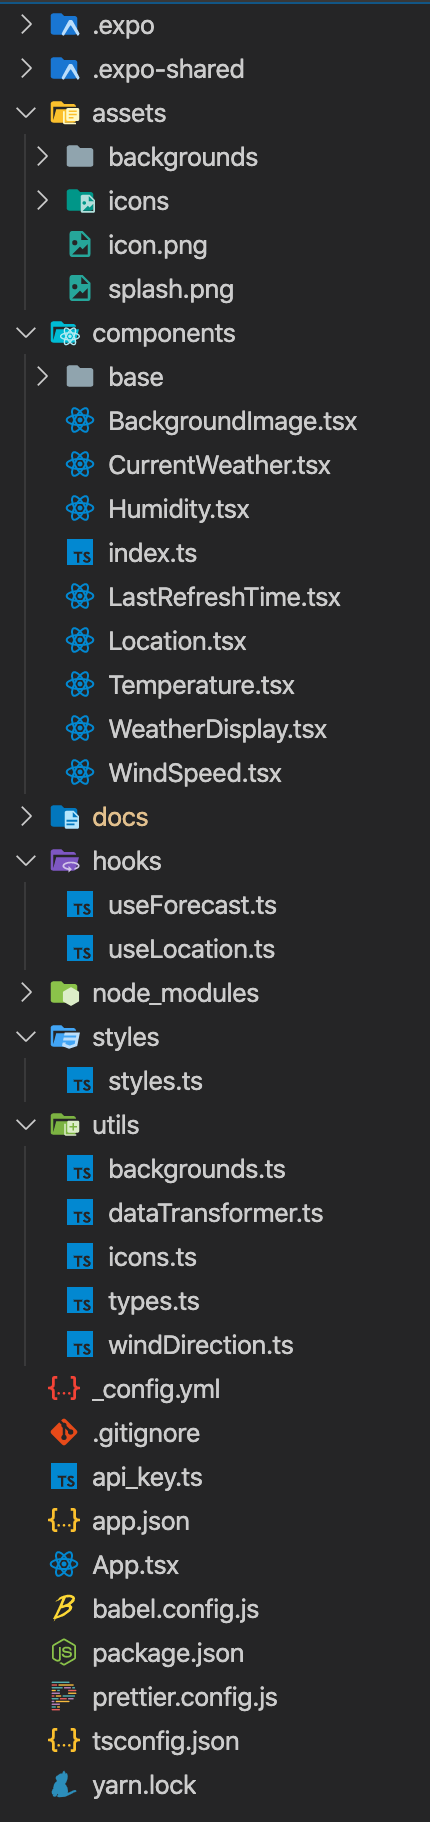 .expo
.expo-shared
assets
backgrounds
icons
icon.png
splash.png
components
base
BackgroundImage.tsx
CurrentWeather.tsx
Humidity.tsx
TS index.ts
LastRefreshTime.tsx
Location.tsx
Temperature.tsx
WeatherDisplay.tsx
WindSpeed.tsx
docs
hooks
TS useForecast.ts
TS useLocation.ts
node_modules
styles
TS styles.ts
utils
TS backgrounds.ts
TS dataTransformer.ts
TS icons.ts
TS types.ts
TS windDirection.ts
{...} _config.yml
.gitignore
TS api_key.ts
{...} app.json
App.tsx
B babel.config.js
JS package.json
prettier.config.js
{...} tsconfig.json
yarn.lock